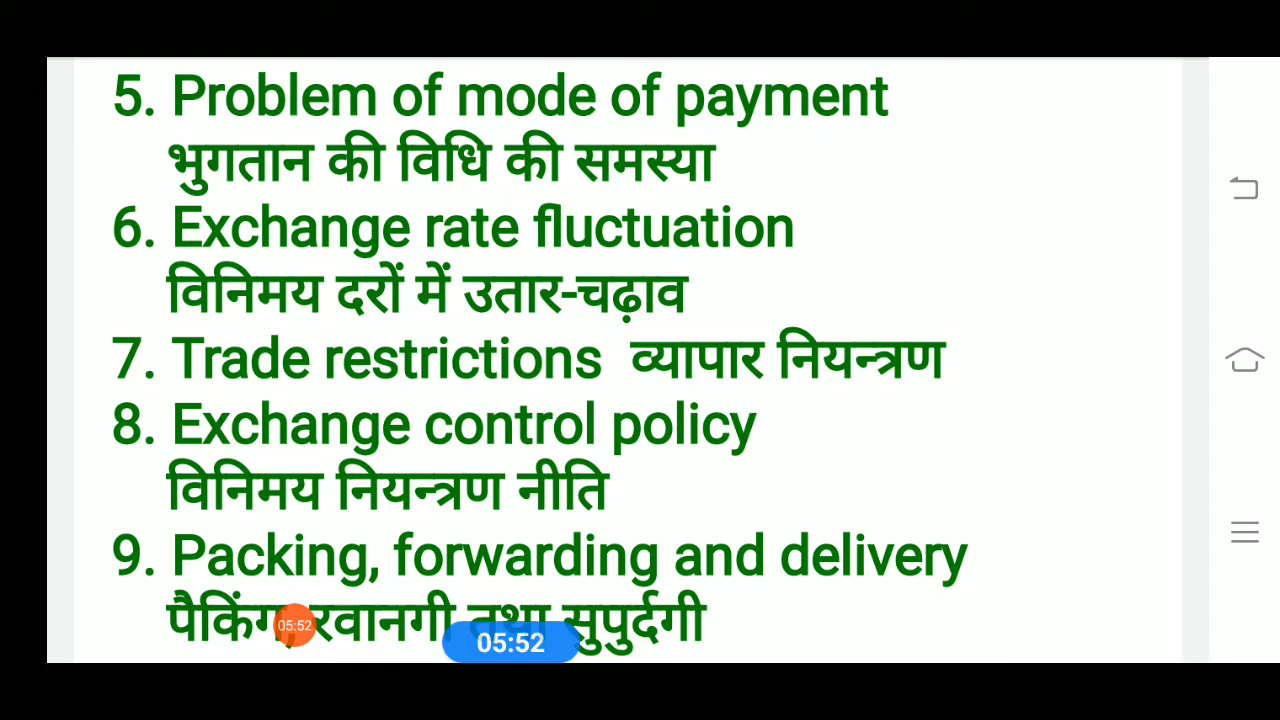 5. Problem of mode of payment
भुगतान की विधि की समस्या
6. Exchange rate fluctuation
विनिमय दरों में उतार-चढ़ाव
7. Trade restrictions व्यापार नियन्त्रण
8. Exchange control policy
विनिमय नियन्त्रण नीति
9. Packing, forwarding and delivery
पैकिंग, रवानगी तथा सुपुर्दगी
05:52
05:52